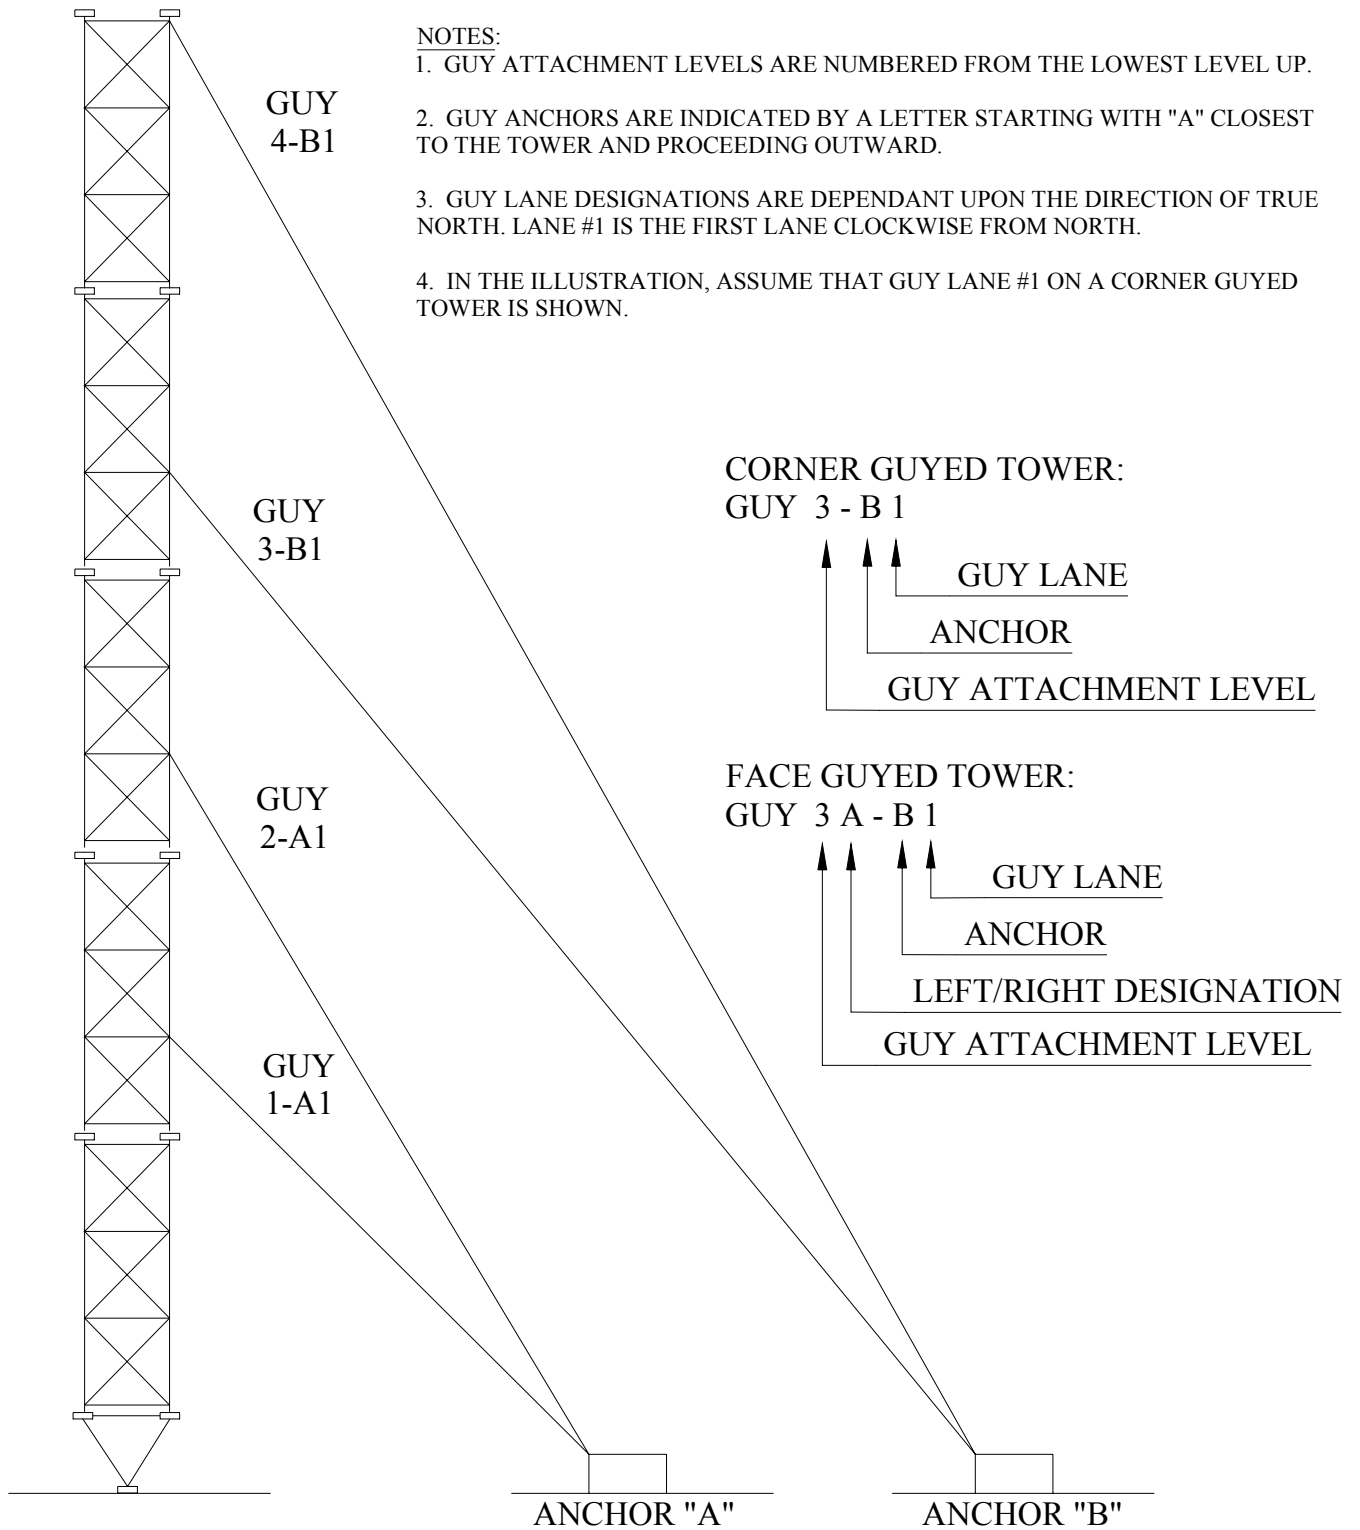 NOTES:
1. GUY ATTACHMENT LEVELS ARE NUMBERED FROM THE LOWEST LEVEL UP.
2. GUY ANCHORS ARE INDICATED BY A LETTER STARTING WITH "A" CLOSEST
TO THE TOWER AND PROCEEDING OUTWARD.
3. GUY LANE DESIGNATIONS ARE DEPENDANT UPON THE DIRECTION OF TRUE
NORTH. LANE #1 IS THE FIRST LANE CLOCKWISE FROM NORTH.
4. IN THE ILLUSTRATION, ASSUME THAT GUY LANE #1 ON A CORNER GUYED
TOWER IS SHOWN.
GUY
4-B1
GUY
3-B1
GUY
2-A1
GUY
1-A1
CORNER GUYED TOWER:
GUY 3 - B 1
GUY LANE
ANCHOR
GUY ATTACHMENT LEVEL
FACE GUYED TOWER:
GUY 3 A - B 1
GUY LANE
ANCHOR
LEFT/RIGHT DESIGNATION
GUY ATTACHMENT LEVEL
ANCHOR "A"
ANCHOR "B"